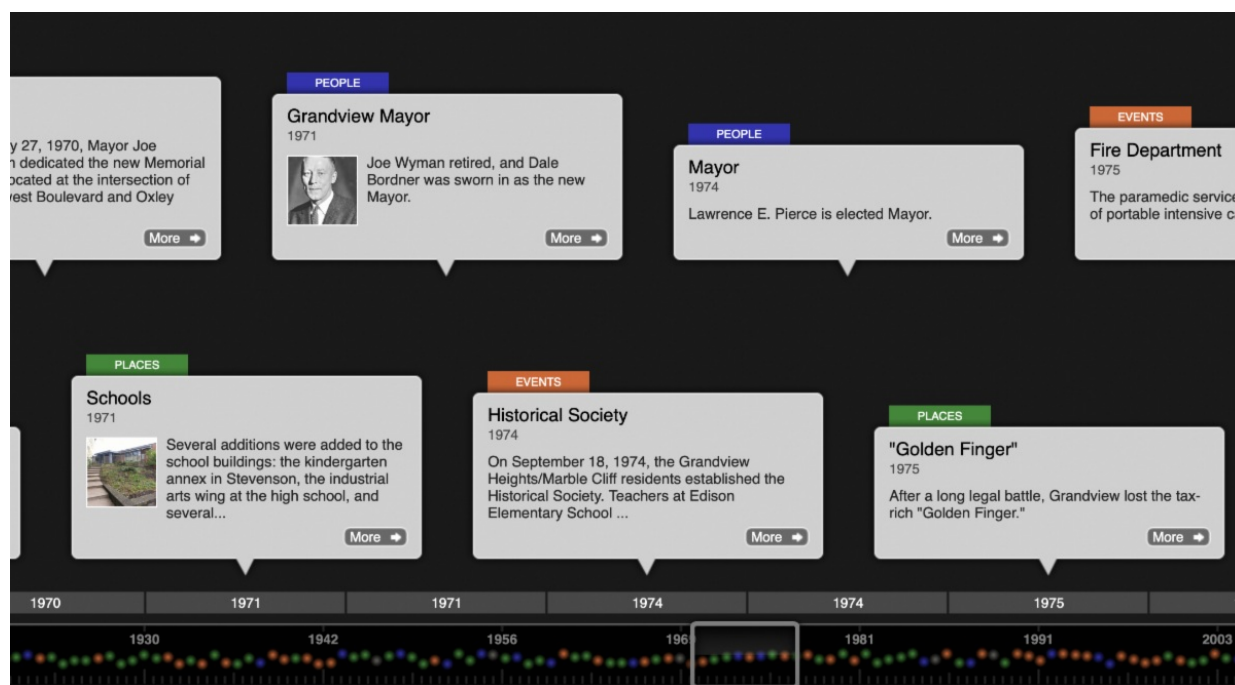 y 27, 1970, Mayor Joe
dedicated the new Memorial
ocated at the intersection of
vest Boulevard and Oxley
More
PEOPLE
Grandview Mayor
1971
Joe Wyman retired, and Dale
Bordner was sworn in as the new
Mayor.
More
PEOPLE
Mayor
1974
Lawrence E. Pierce is elected Mayor.
More
EVENTS
Fire Department
1975
The paramedic service
of portable intensive c
PLACES
Schools
1971
Several additions were added to the
school buildings: the kindergarten
annex in Stevenson, the industrial
arts wing at the high school, and
several...
More
EVENTS
Historical Society
1974
On September 18, 1974, the Grandview
Heights/Marble Cliff residents established the
Historical Society. Teachers at Edison
Elementary School ...
More
PLACES
"Golden Finger"
1975
After a long legal battle, Grandview lost the tax-
rich "Golden Finger."
More
1970 1971 1971 1974 1974 1975
1930 1942 1956 196 1981 1991 2003